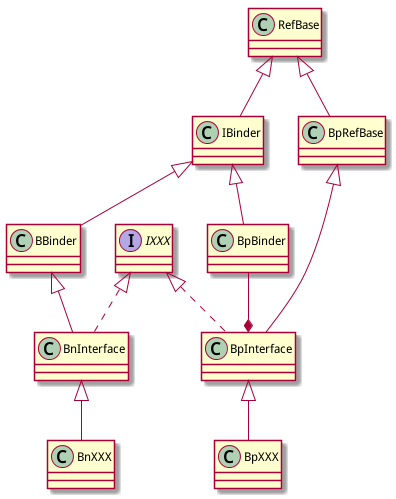 C RefBase
C IBinder
C BpRefBase
C BBinder
I IXXX
C BpBinder
C BnInterface
C BpInterface
C BnXXX
C BpXXX